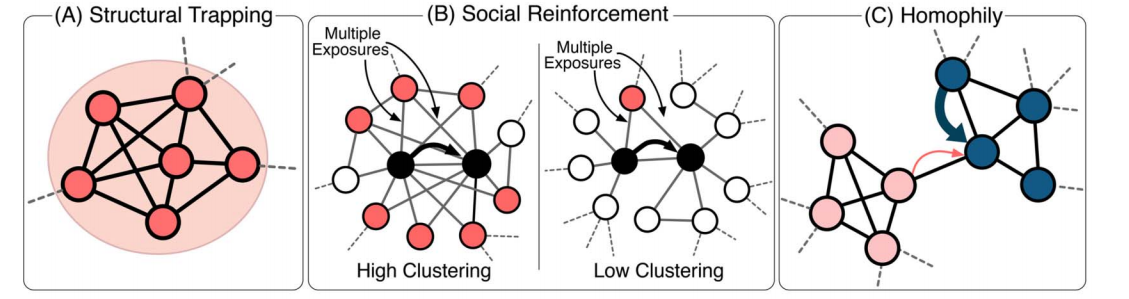 (A) Structural Trapping
(B) Social Reinforcement
Multiple
Exposures
High Clustering
Multiple
Exposures
Low Clustering
(C) Homophily